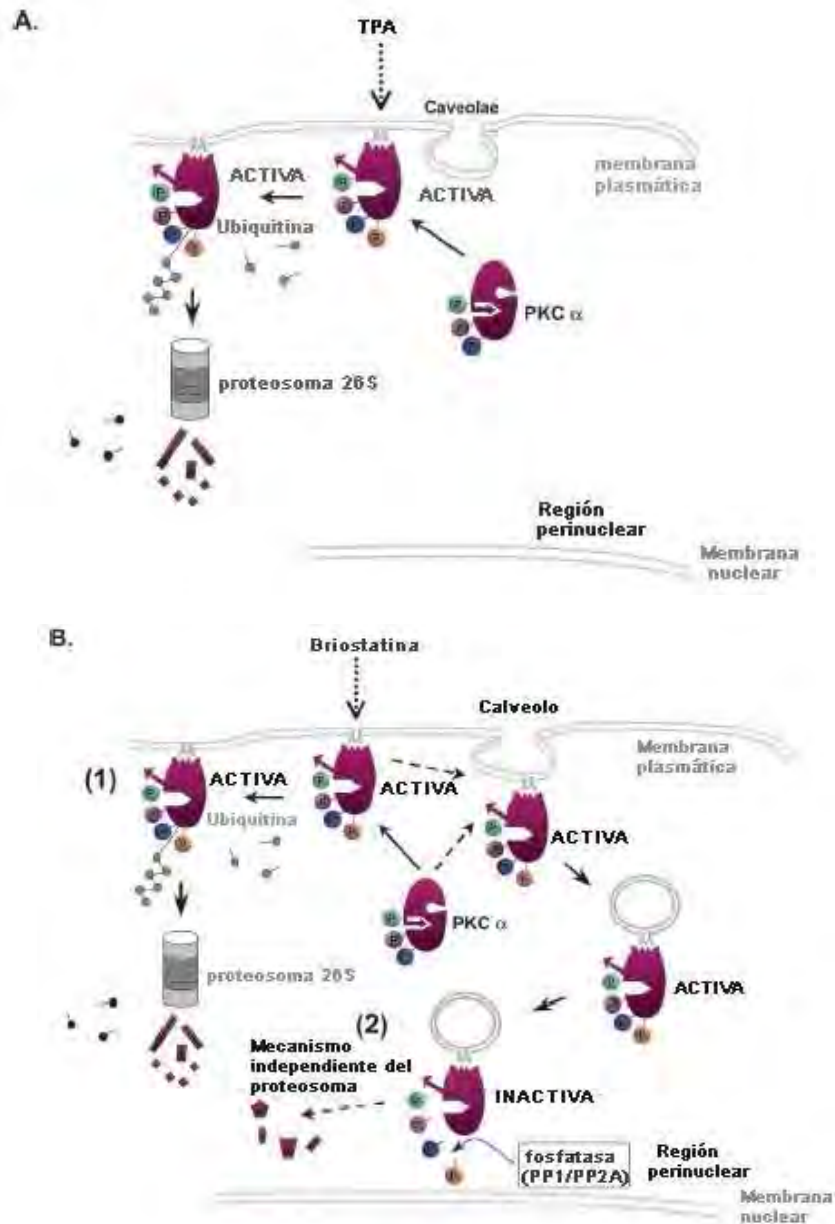 A.
TPA
Caveolae
membrana
plasmática
ACTIVA
ACTIVA
Ubiquitina
PKC α
proteosoma 26S
Región
perinuclear
Membrana
nuclear
B.
Briostatina
Calveolo
Membrana
plasmática
(1)
ACTIVA
ACTIVA
Ubiquitina
ACTIVA
PKC α
proteosoma 26S
ACTIVA
(2)
Mecanismo
independiente del
proteosoma
INACTIVA
fosfatasa
(PP1/PP2A)
Región
perinuclear
Membrana
nuclear